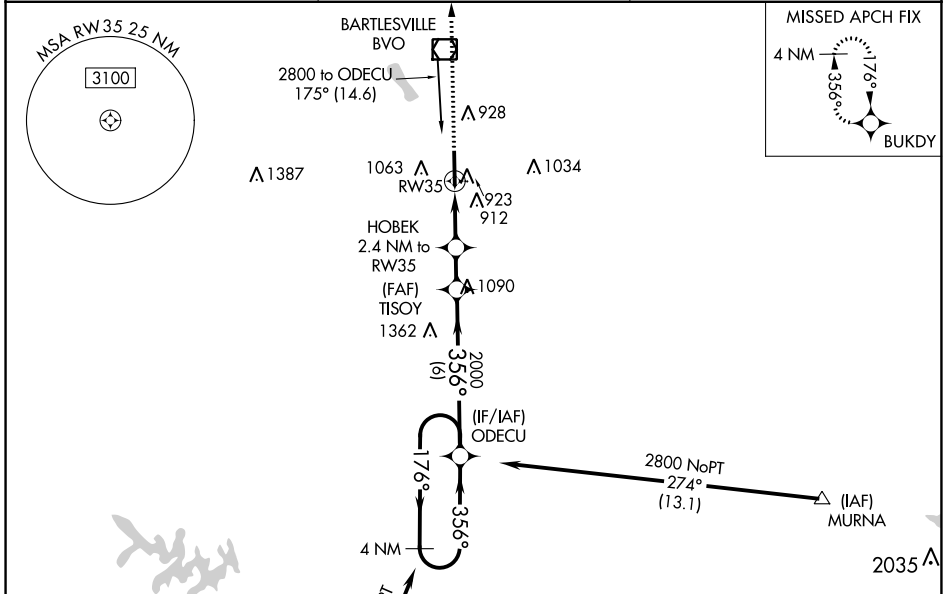 MSA RW35 25 NM
3100
BARTLESVILLE
BVO
2800 to ODECU
175° (14.6)
MISSED APCH FIX
4 NM
176°
356°
BUKDY
928
1387
1063
1034
RW35
923
912
HOBEK
2.4 NM to
RW35
(FAF)
TISOY
1090
1362
2000
356°
(6)
(IF/IAF)
ODECU
176°
356°
4 NM
2800 NoPT
274°
(13.1)
(IAF)
MURNA
2035